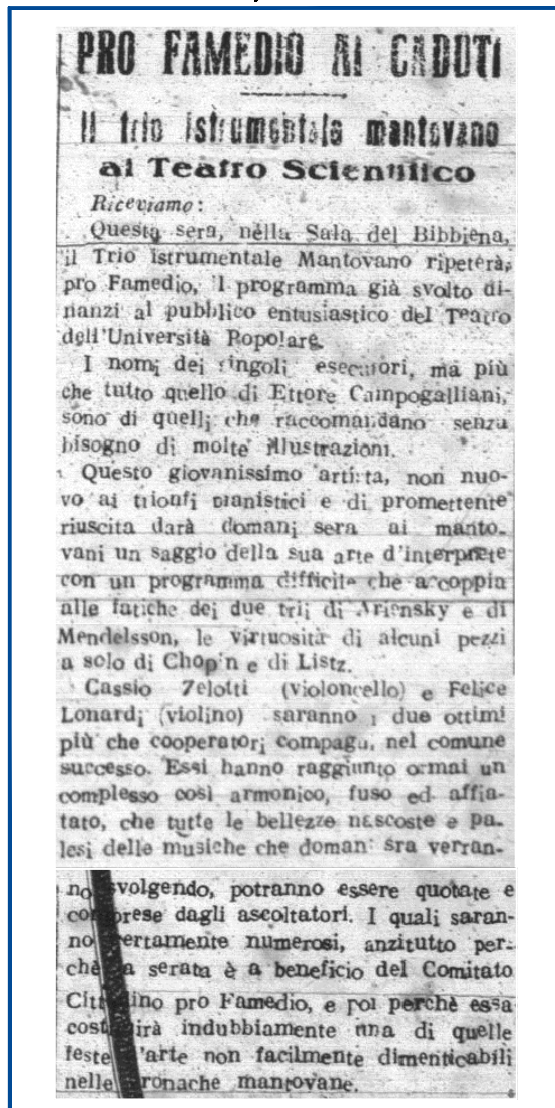 PRO FAMEDIO AI CADUTI
Il trio istrumentale mantovano
al Teatro Scientifico
Riceviamo:
Questa sera, nella Sala del Bibbiena,
il Trio istrumentale Mantovano ripeterà,
pro Famedio, 'l programma già svolto di-
nanzi al pubblico entusiastico del Teatro
dell'Università Popolare.
I nomi dei singoli esecutori, ma più
che tutto quello di Ettore Campogalliani,
sono di quelli che raccomandano senza
bisogno di molte illustrazioni.
Questo giovanissimo artista, non nuo-
vo ai trionfi pianistici e di promettente
riuscita darà domani sera ai manto-
vani un saggio della sua arte d'interprete
con un programma difficile che accoppia
alle fatiche dei due trii di Ariensky e di
Mendelsson, le virtuosità di alcuni pezzi
a solo di Chop'n e di Listz.
Cassio Zelotti (violoncello) e Felice
Lonardi (violino) saranno i due ottimi
più che cooperatori compagn, nel comune
successo. Essi hanno raggiunto ormai un
complesso così armonico, fuso ed affia-
tato, che tutte le bellezze nascoste e pa-
lesi delle musiche che doman' sra verran-
no svolgendo, potranno essere quotate e
comprese dagli ascoltatori. I quali saran-
no certamente numerosi, anzitutto per-
chè la serata è a beneficio del Comitato
Cittadino pro Famedio, e poi perchè essa
costituirà indubbiamente una di quelle
feste d'arte non facilmente dimenticabili
nelle cronache mantovane.